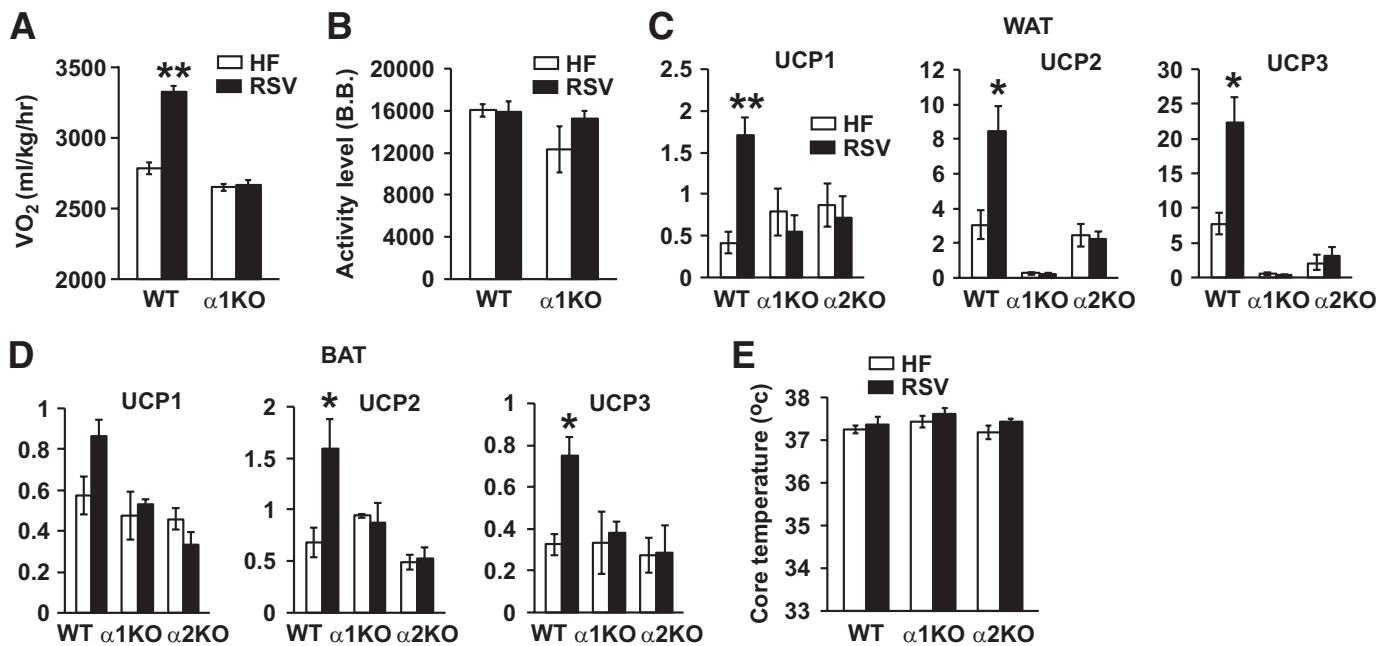 A
HF
RSV
**
VO2 (ml/kg/hr)
3500
3000
2500
2000
WT α1KO
B
HF
RSV
Activity level (B.B.)
20000
16000
12000
8000
4000
0
WT α1KO
C
WAT
UCP1
2.5
2
1.5
1
0.5
0
**
HF
RSV
WT α1KO α2KO
UCP2
12
10
8
6
4
2
0
*
WT α1KO α2KO
UCP3
30
25
20
15
10
5
0
*
WT α1KO α2KO
D
BAT
UCP1
1
0.8
0.6
0.4
0.2
0
WT α1KO α2KO
UCP2
2
1.5
1
0.5
0
*
WT α1KO α2KO
UCP3
1
0.8
0.6
0.4
0.2
0
*
WT α1KO α2KO
E
HF
RSV
Core temperature (ºc)
38
37
36
35
34
33
WT α1KO α2KO